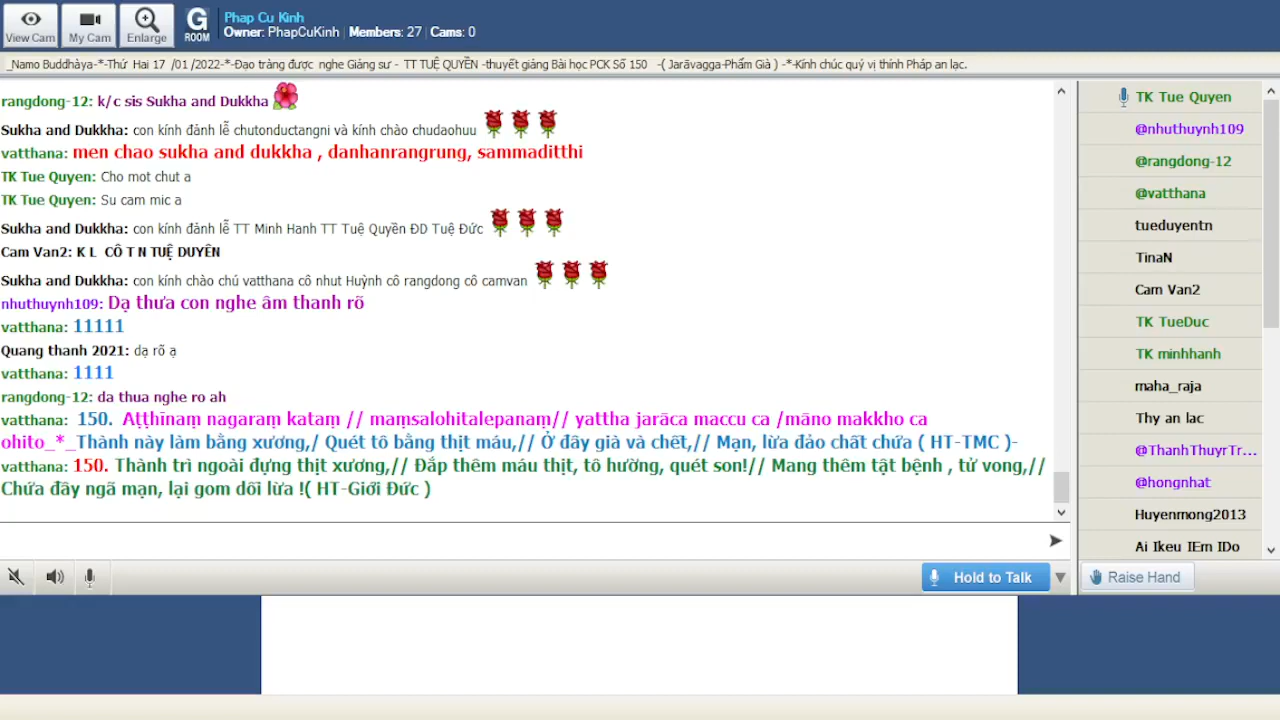 View Cam
My Cam
Enlarge
G
ROOM
Phap Cu Kinh
Owner: PhapCuKinh | Members: 27 | Cams: 0
_Namo Buddhàya-*-Thứ Hai 17 /01 /2022-*-Đạo tràng được nghe Giảng sư - TT TUỆ QUYỀN -thuyết giảng Bài học PCK Số 150 -( Jarāvagga-Phẩm Già ) -*-Kính chúc quý vị thính Pháp an lạc.
rangdong-12: k/c sis Sukha and Dukkha
Sukha and Dukkha: con kính đảnh lễ chutonductangni và kính chào chudaohuu
vatthana: men chao sukha and dukkha , danhanrangrung, sammaditthi
TK Tue Quyen: Cho mot chut a
TK Tue Quyen: Su cam mic a
Sukha and Dukkha: con kính đảnh lễ TT Minh Hanh TT Tuệ Quyền ĐD Tuệ Đức
Cam Van2: K L CÔ T N TUỆ DUYÊN
Sukha and Dukkha: con kính chào chú vatthana cô nhut Huỳnh cô rangdong cô camvan
nhuthuynh109: Dạ thưa con nghe âm thanh rõ
vatthana: 11111
Quang thanh 2021: dạ rõ ạ
vatthana: 1111
rangdong-12: da thua nghe ro ah
vatthana: 150. Aṭṭhīnaṃ nagaraṃ kataṃ // maṃsalohitalepanaṃ// yattha jarāca maccu ca /māno makkho ca
ohito_*_Thành này làm bằng xương,/ Quét tô bằng thịt máu,// Ở đây già và chết,// Mạn, lừa đảo chất chứa ( HT-TMC )-
vatthana: 150. Thành trì ngoài đựng thịt xương,// Đắp thêm máu thịt, tô hường, quét son!// Mang thêm tật bệnh , tử vong,//
Chứa đầy ngã mạn, lại gom dối lừa !( HT-Giới Đức )
Hold to Talk
TK Tue Quyen
@nhuthuynh109
@rangdong-12
@vatthana
tueduyentn
TinaN
Cam Van2
TK TueDuc
TK minhhanh
maha_raja
Thy an lac
@ThanhThuyrTr...
@hongnhat
Huyenmong2013
Ai Ikeu IEm IDo
Raise Hand